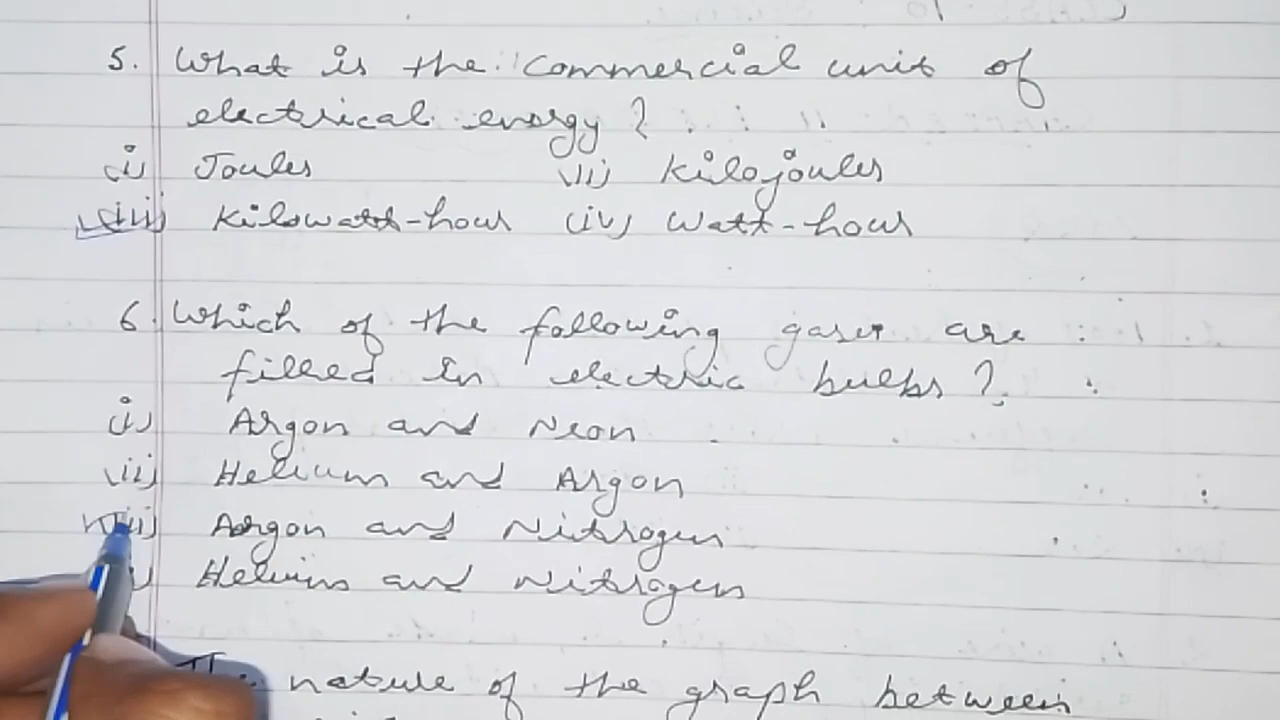 5. What is the commercial unit of
electrical energy ?
(i) Joules (ii) Kilojoules
(iii) Kilowatt-hour (iv) Watt-hour
6. Which of the following gases are
filled in electric bulbs ?
(i) Argon and Neon
(ii) Helium and Argon
(iii) Argon and Nitrogen
Helium and Nitrogen
nature of the graph between